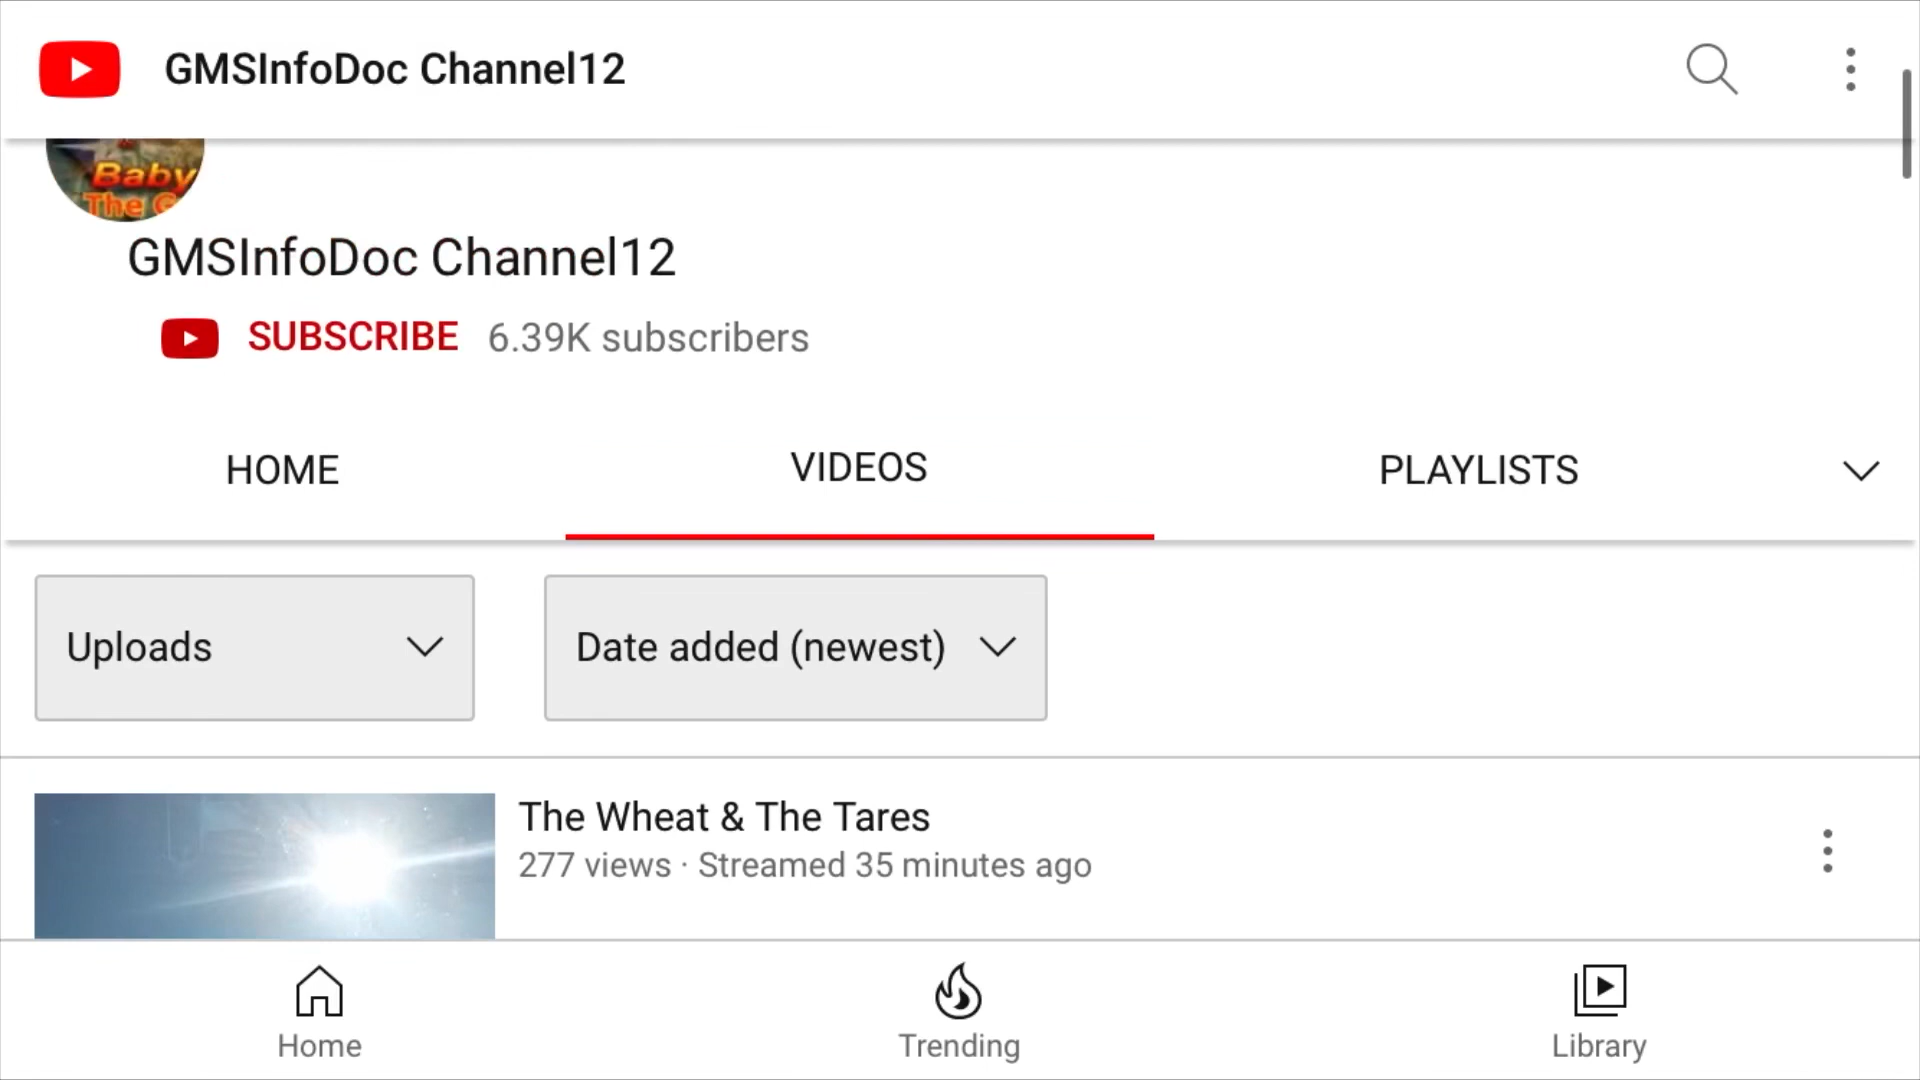 GMSInfoDoc Channel12
Baby
The G
GMSInfoDoc Channel12
SUBSCRIBE 6.39K subscribers
HOME VIDEOS PLAYLISTS
Uploads Date added (newest)
The Wheat & The Tares
277 views · Streamed 35 minutes ago
Home Trending Library